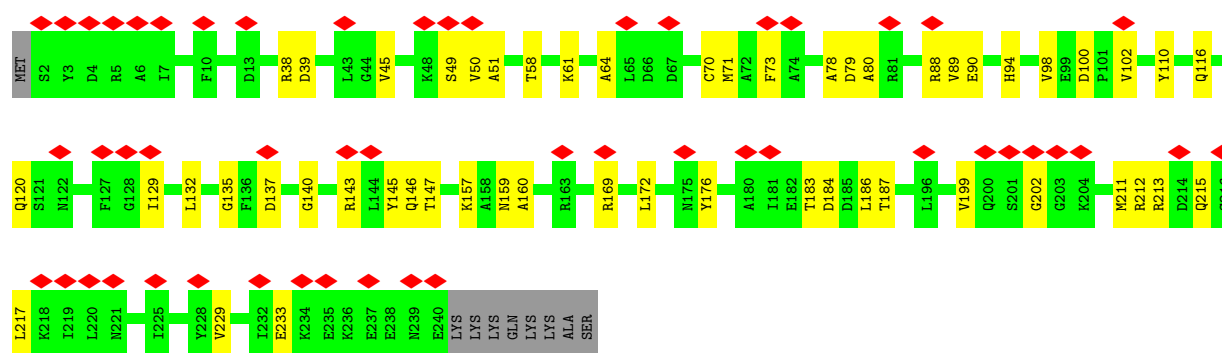 MET S2 Y3 D4 R5 A6 I7 F10 D13 R38 D39 L43 G44 V45 K48 S49 V50 A51 T58 K61 A64 L65 D66 D67 C70 M71 A72 F73 A74 A78 D79 A80 R81 R88 V89 E90 H94 V98 E99 D100 P101 V102 Y110 Q116
Q120 S121 N122 F127 G128 I129 L132 G135 F136 D137 G140 R143 L144 Y145 Q146 T147 K157 A158 N159 A160 R163 R169 L172 N175 Y176 A180 I181 E182 T183 D184 D185 L186 T187 L196 V199 Q200 S201 G202 G203 K204 M211 R212 R213 D214 Q215
L217 K218 I219 L220 N221 I225 Y228 V229 I232 E233 K234 E235 K236 E237 E238 N239 E240 LYS LYS LYS GLN LYS LYS ALA SER